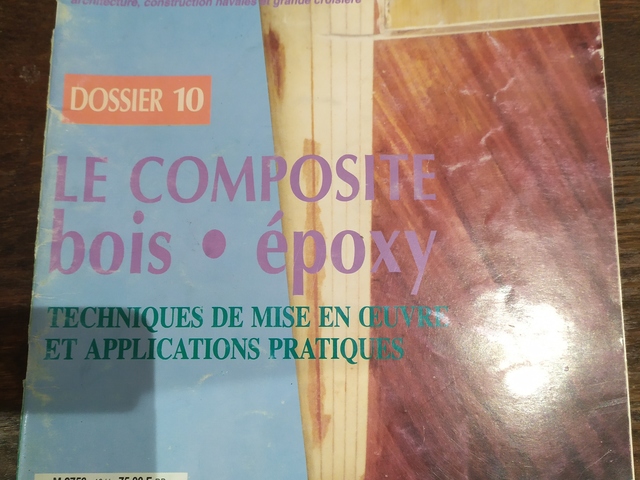 architecture, construction navales et grande croisière
DOSSIER 10
LE COMPOSITE
bois • époxy
TECHNIQUES DE MISE EN ŒUVRE
ET APPLICATIONS PRATIQUES